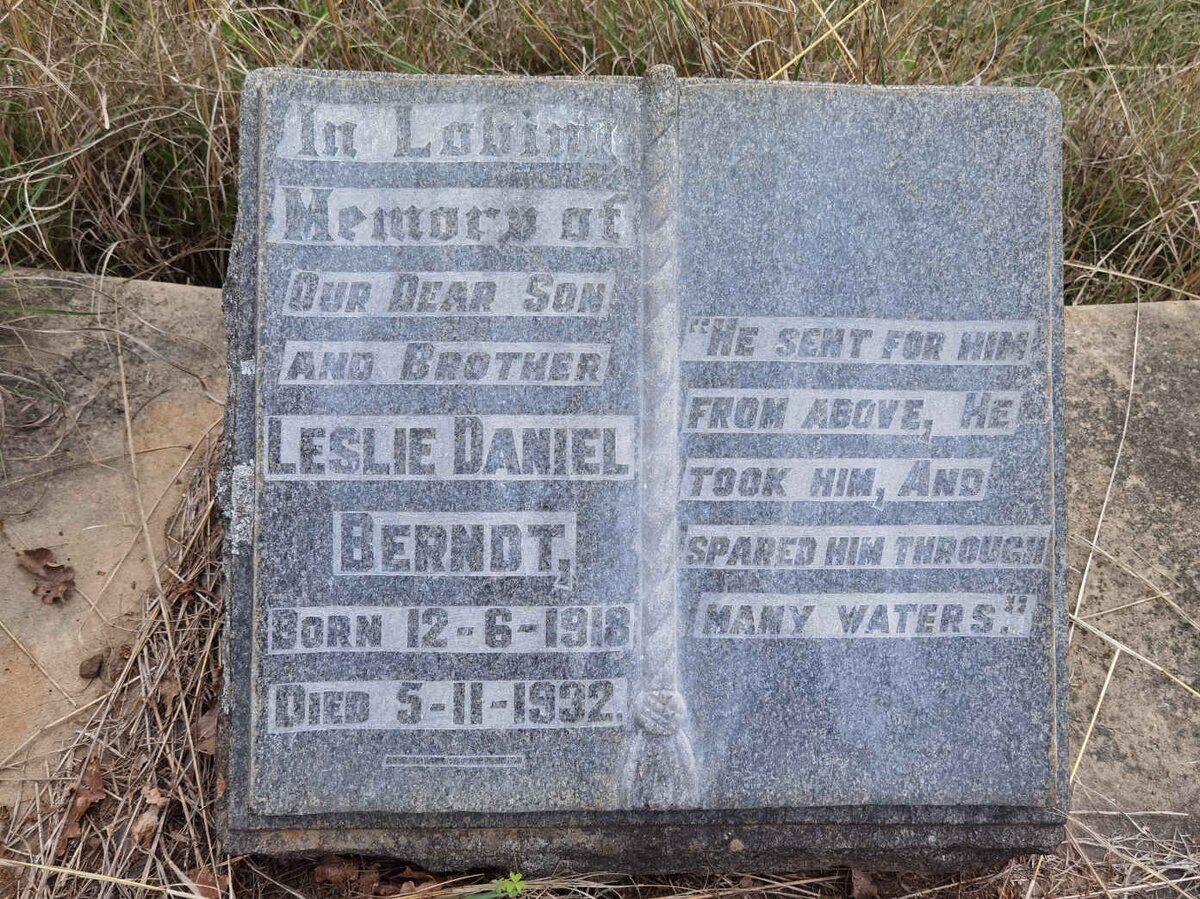 In Loving
Memory of
Our Dear Son
and Brother
Leslie Daniel
Berndt,
Born 12-6-1918
Died 5-11-1932.
"He sent for him
from above, He
took him, And
spared him through
many waters."